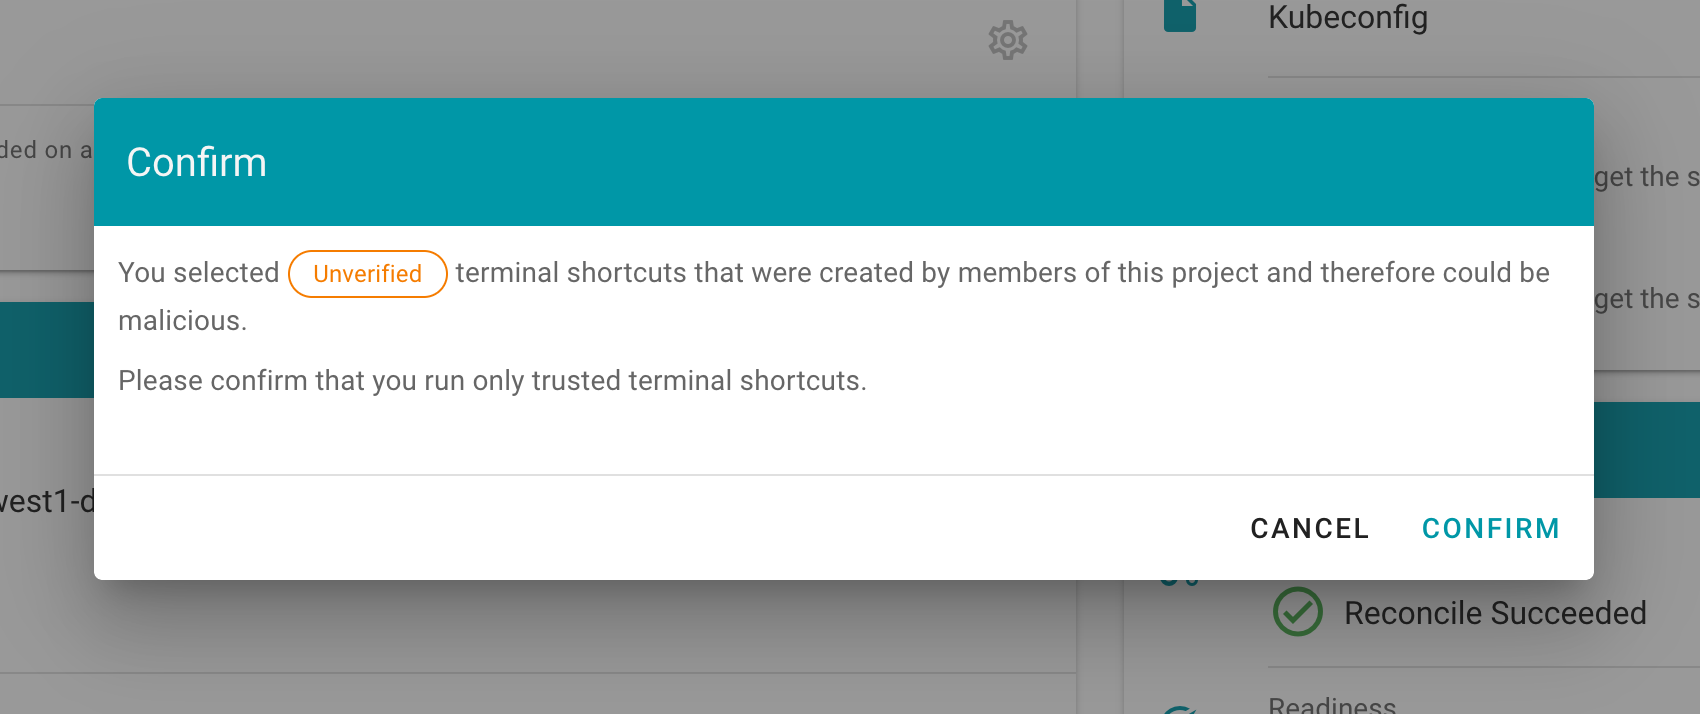 Kubeconfig
ded on a
Confirm
get the s
You selected Unverified terminal shortcuts that were created by members of this project and therefore could be
malicious.
get the s
Please confirm that you run only trusted terminal shortcuts.
west1-d
CANCEL CONFIRM
Reconcile Succeeded
Readiness